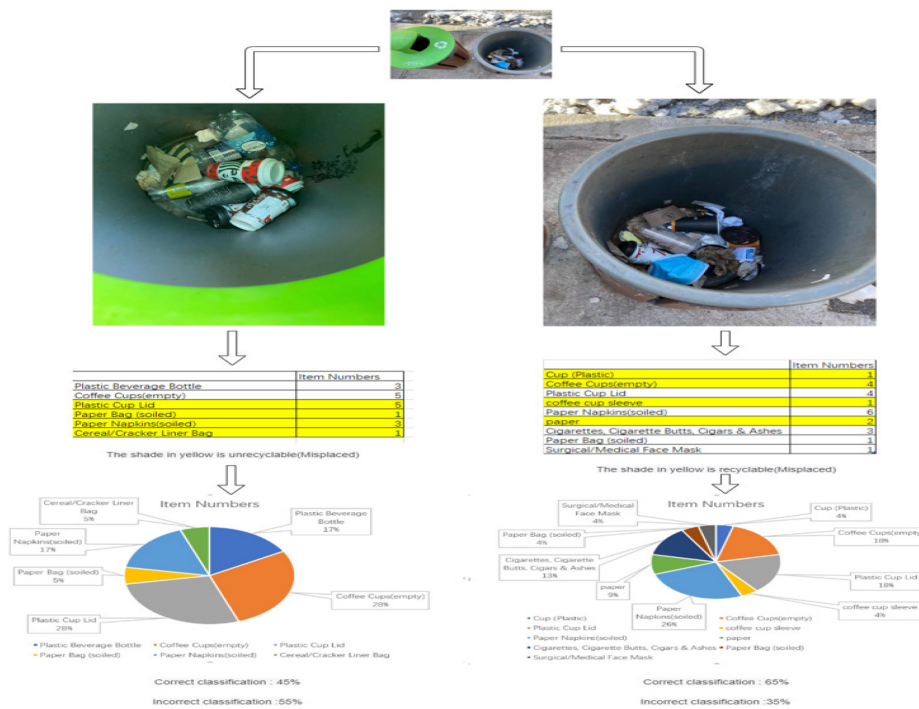 Item Numbers
Plastic Beverage Bottle 3
Coffee Cups(empty) 5
Plastic Cup Lid 5
Paper Bag (soiled) 1
Paper Napkins(soiled) 3
Cereal/Cracker Liner Bag 1
The shade in yellow is unrecyclable(Misplaced)
Item Numbers
Cereal/Cracker Liner
Bag
5%
Plastic Beverage
Bottle
17%
Paper
Napkins(soiled)
17%
Paper Bag (soiled)
5%
Coffee Cups(empty)
28%
Plastic Cup Lid
28%
Plastic Beverage Bottle Coffee Cups(empty) Plastic Cup Lid
Paper Bag (soiled) Paper Napkins(soiled) Cereal/Cracker Liner Bag
Correct classification : 45%
Incorrect classification :55%
Item Numbers
Cup (Plastic) 1
Coffee Cups(empty) 4
Plastic Cup Lid 4
coffee cup sleeve 1
Paper Napkins(soiled) 6
paper 2
Cigarettes, Cigarette Butts, Cigars & Ashes 3
Paper Bag (soiled) 1
Surgical/Medical Face Mask 1
The shade in yellow is recyclable(Misplaced)
Item Numbers
Surgical/Medical
Face Mask
4%
Cup (Plastic)
4%
Paper Bag (soiled)
4%
Coffee Cups(empty)
18%
Cigarettes, Cigarette
Butts, Cigars & Ashes
13%
Plastic Cup Lid
18%
paper
9%
coffee cup sleeve
4%
Paper
Napkins(soiled)
26%
Cup (Plastic) Coffee Cups(empty)
Plastic Cup Lid coffee cup sleeve
Paper Napkins(soiled) paper
Cigarettes, Cigarette Butts, Cigars & Ashes Paper Bag (soiled)
Surgical/Medical Face Mask
Correct classification : 65%
Incorrect classification :35%